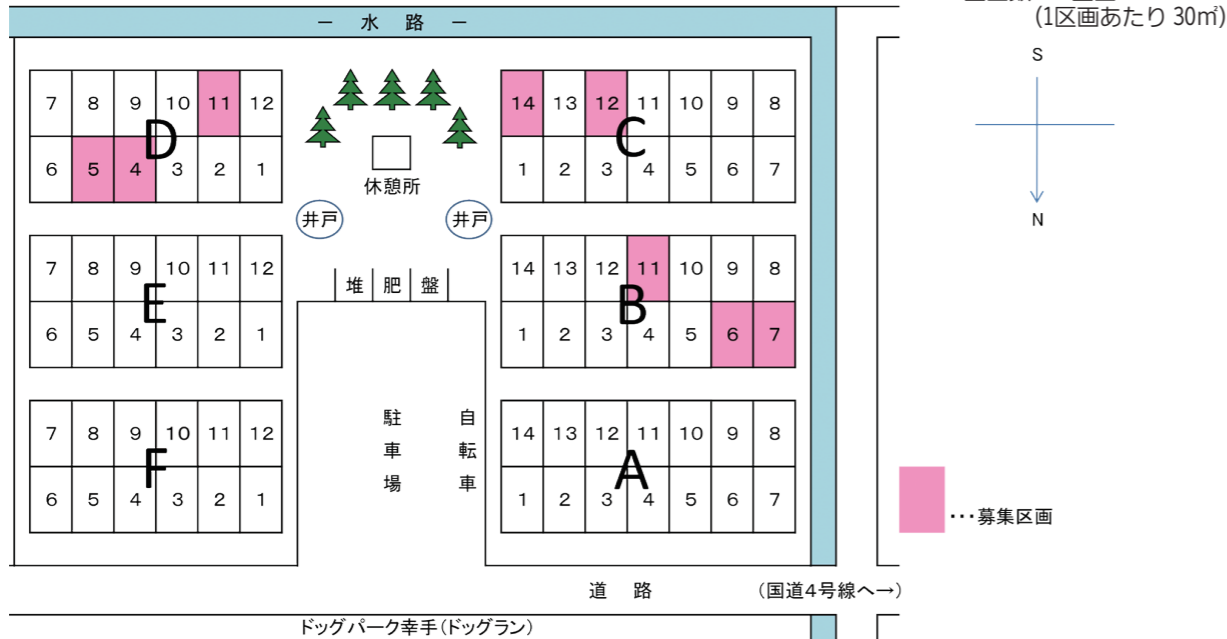 (1区画あたり 30㎡)
－ 水 路 －
S
N
7 8 9 10 11 12
D
6 5 4 3 2 1
休憩所
14 13 12 11 10 9 8
C
1 2 3 4 5 6 7
井戸
井戸
7 8 9 10 11 12
E
6 5 4 3 2 1
堆 肥 盤
14 13 12 11 10 9 8
B
1 2 3 4 5 6 7
7 8 9 10 11 12
F
6 5 4 3 2 1
駐車場
自転車
14 13 12 11 10 9 8
A
1 2 3 4 5 6 7
…募集区画
道 路 (国道4号線へ→)
ドッグパーク幸手(ドッグラン)